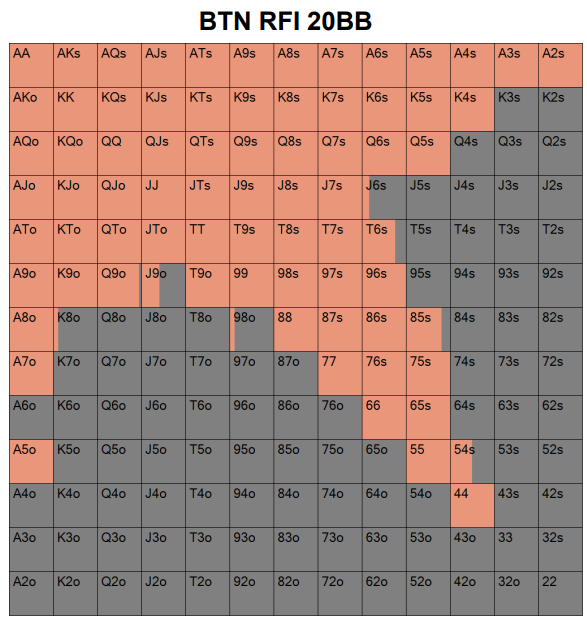 BTN RFI 20BB
AA AKs AQs AJs ATs A9s A8s A7s A6s A5s A4s A3s A2s
AKo KK KQs KJs KTs K9s K8s K7s K6s K5s K4s K3s K2s
AQo KQo QQ QJs QTs Q9s Q8s Q7s Q6s Q5s Q4s Q3s Q2s
AJo KJo QJo JJ JTs J9s J8s J7s J6s J5s J4s J3s J2s
ATo KTo QTo JTo TT T9s T8s T7s T6s T5s T4s T3s T2s
A9o K9o Q9o J9o T9o 99 98s 97s 96s 95s 94s 93s 92s
A8o K8o Q8o J8o T8o 98o 88 87s 86s 85s 84s 83s 82s
A7o K7o Q7o J7o T7o 97o 87o 77 76s 75s 74s 73s 72s
A6o K6o Q6o J6o T6o 96o 86o 76o 66 65s 64s 63s 62s
A5o K5o Q5o J5o T5o 95o 85o 75o 65o 55 54s 53s 52s
A4o K4o Q4o J4o T4o 94o 84o 74o 64o 54o 44 43s 42s
A3o K3o Q3o J3o T3o 93o 83o 73o 63o 53o 43o 33 32s
A2o K2o Q2o J2o T2o 92o 82o 72o 62o 52o 42o 32o 22